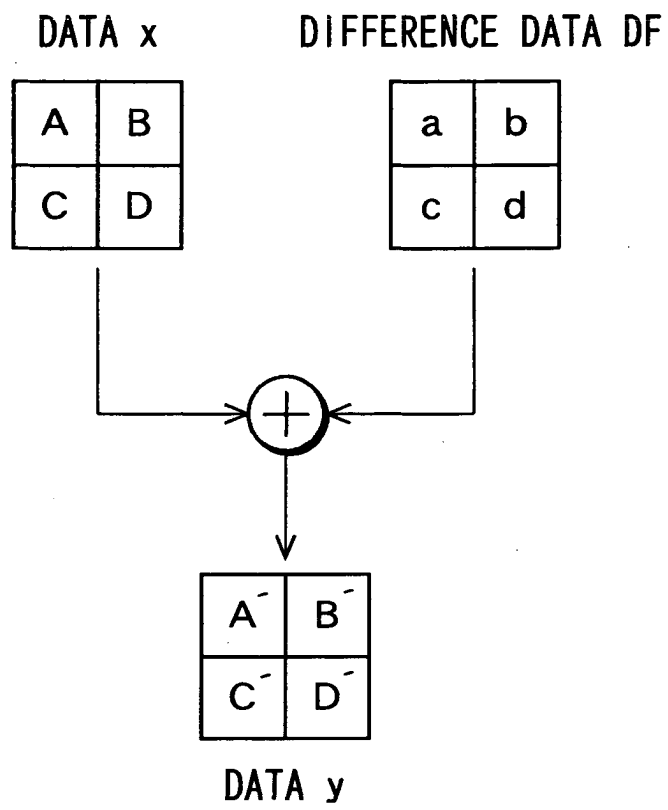 DATA x
DIFFERENCE DATA DF
A B
C D
a b
c d
A´ B´
C´ D´
DATA y